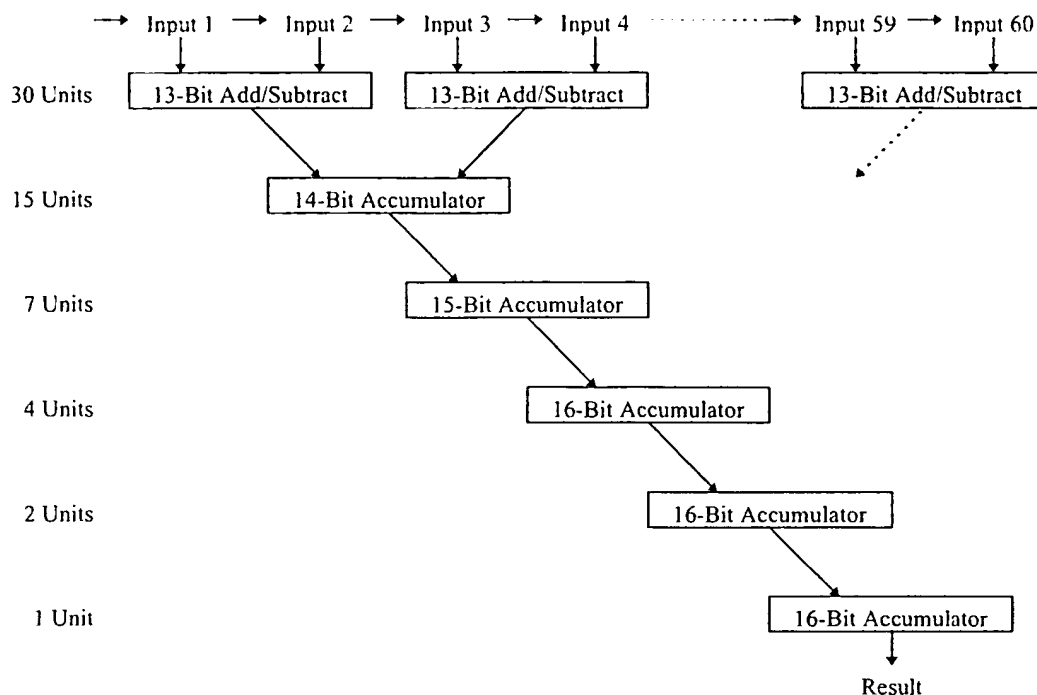 Input 1 Input 2 Input 3 Input 4 Input 59 Input 60
30 Units 13-Bit Add/Subtract 13-Bit Add/Subtract 13-Bit Add/Subtract
15 Units 14-Bit Accumulator
7 Units 15-Bit Accumulator
4 Units 16-Bit Accumulator
2 Units 16-Bit Accumulator
1 Unit 16-Bit Accumulator
Result